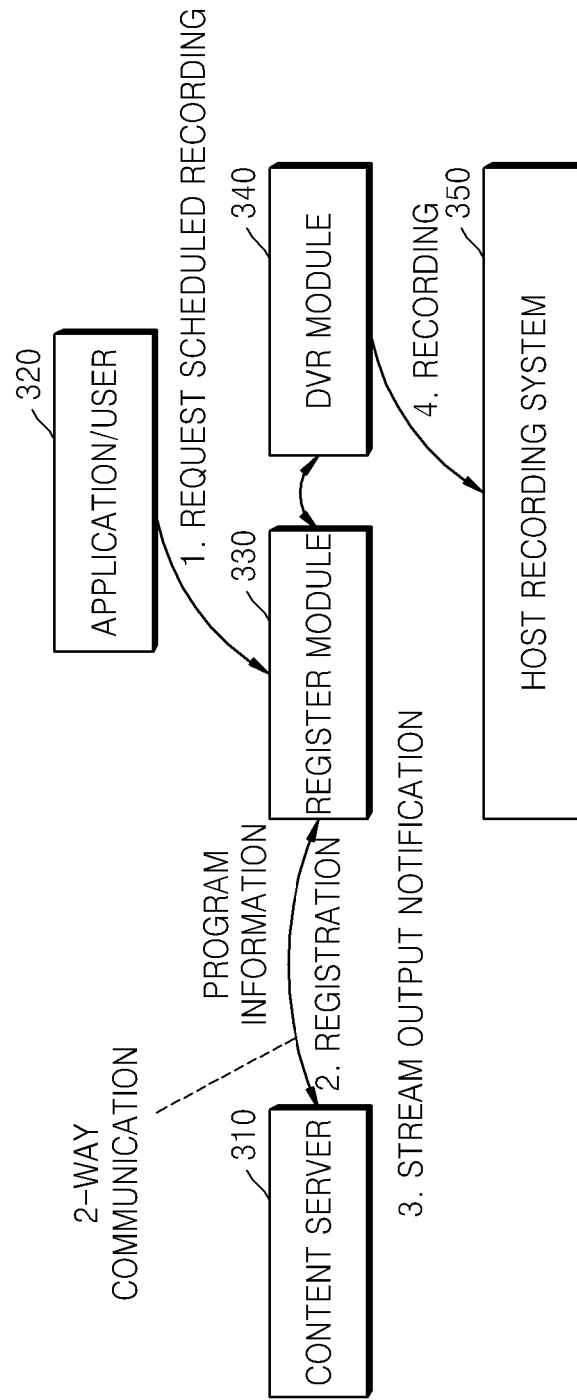 320
APPLICATION/USER
1. REQUEST SCHEDULED RECORDING
2-WAY
COMMUNICATION
PROGRAM
INFORMATION
310
CONTENT SERVER
2. REGISTRATION
330
REGISTER MODULE
340
DVR MODULE
3. STREAM OUTPUT NOTIFICATION
4. RECORDING
350
HOST RECORDING SYSTEM